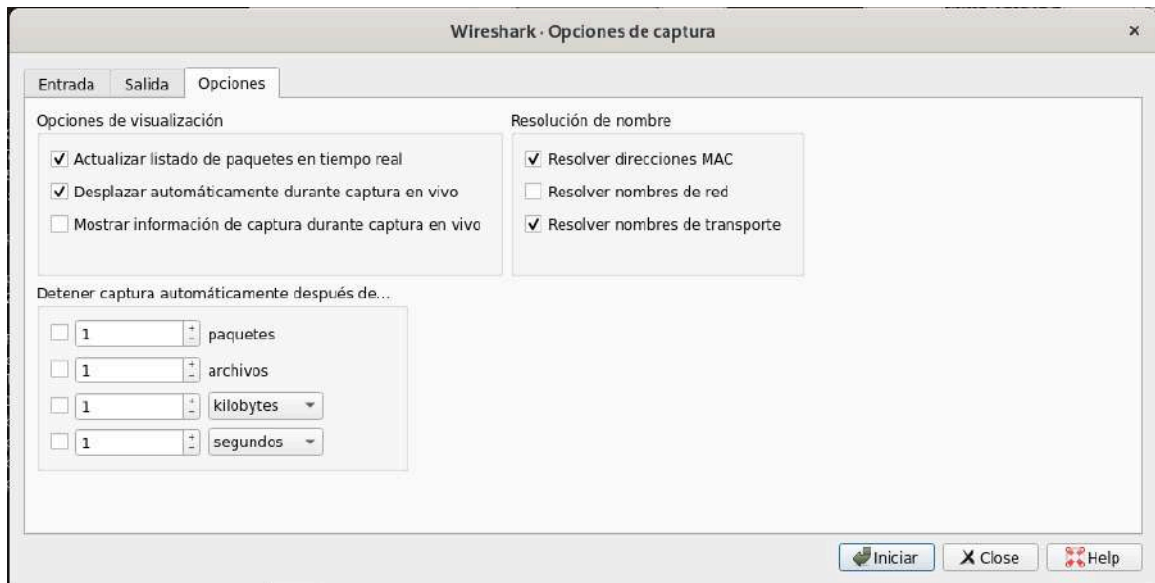 Wireshark · Opciones de captura
Entrada Salida Opciones
Opciones de visualización
Actualizar listado de paquetes en tiempo real
Desplazar automáticamente durante captura en vivo
Mostrar información de captura durante captura en vivo
Resolución de nombre
Resolver direcciones MAC
Resolver nombres de red
Resolver nombres de transporte
Detener captura automáticamente después de...
1 paquetes
1 archivos
1 kilobytes
1 segundos
Iniciar Close Help